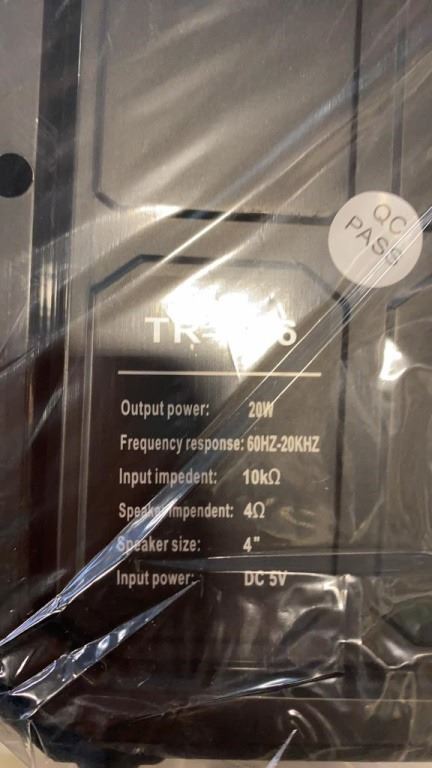 QC
PASS
Output power: 20W
Frequency response: 60HZ-20KHZ
Input impedent: 10kΩ
Speaker impendent: 4Ω
Speaker size: 4"
Input power: DC 5V